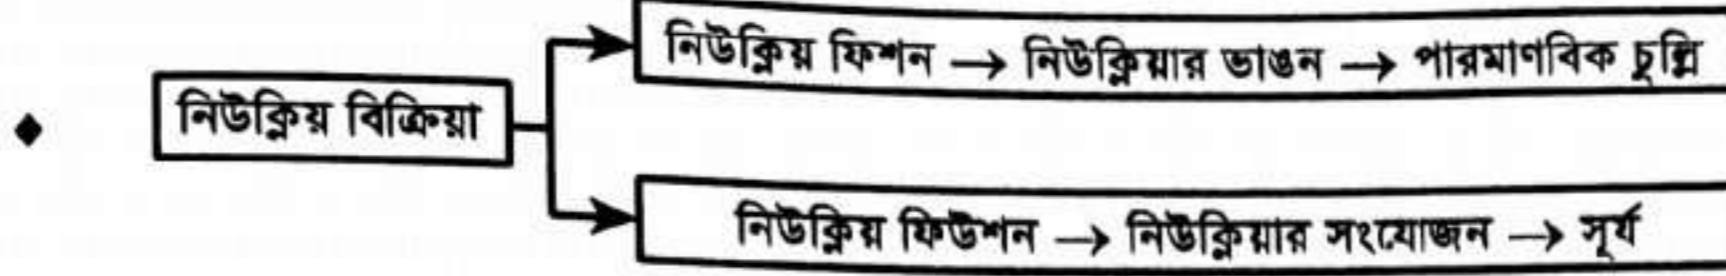 নিউক্লিয় ফিশন → নিউক্লিয়ার ভাঙন → পারমাণবিক চুল্লি
নিউক্লিয় বিক্রিয়া
নিউক্লিয় ফিউশন → নিউক্লিয়ার সংযোজন → সূর্য